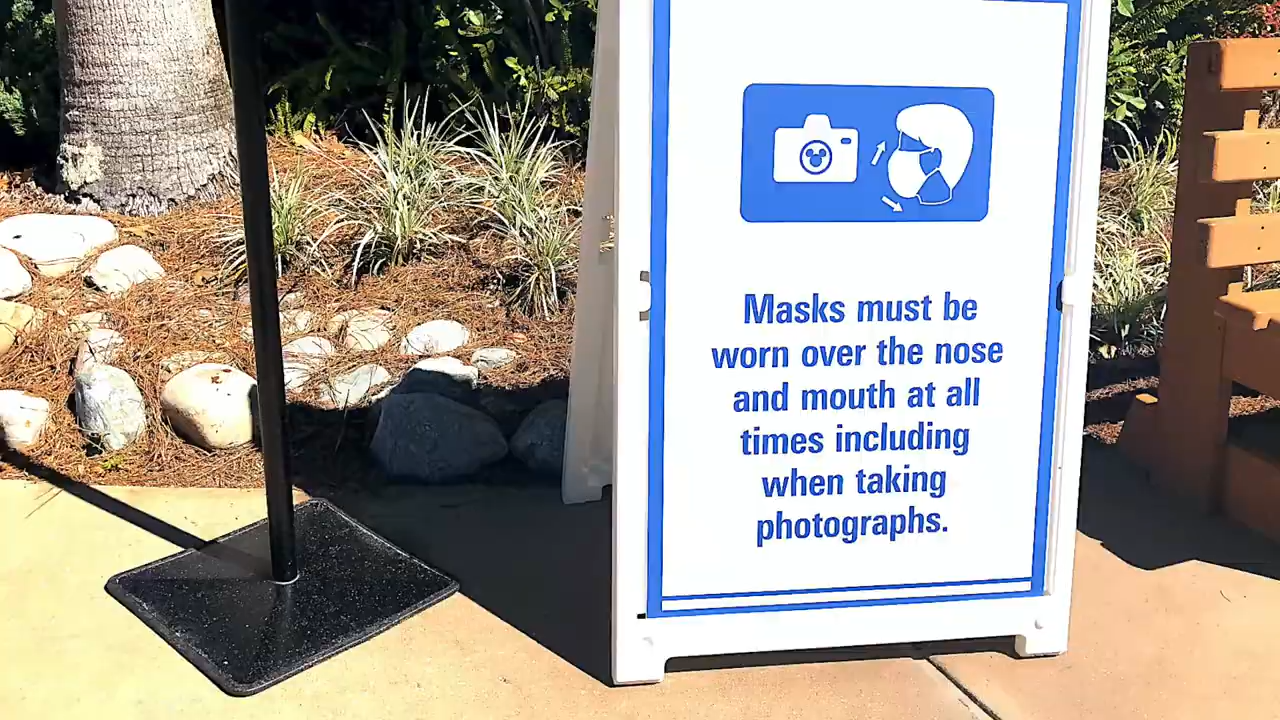 Masks must be
worn over the nose
and mouth at all
times including
when taking
photographs.